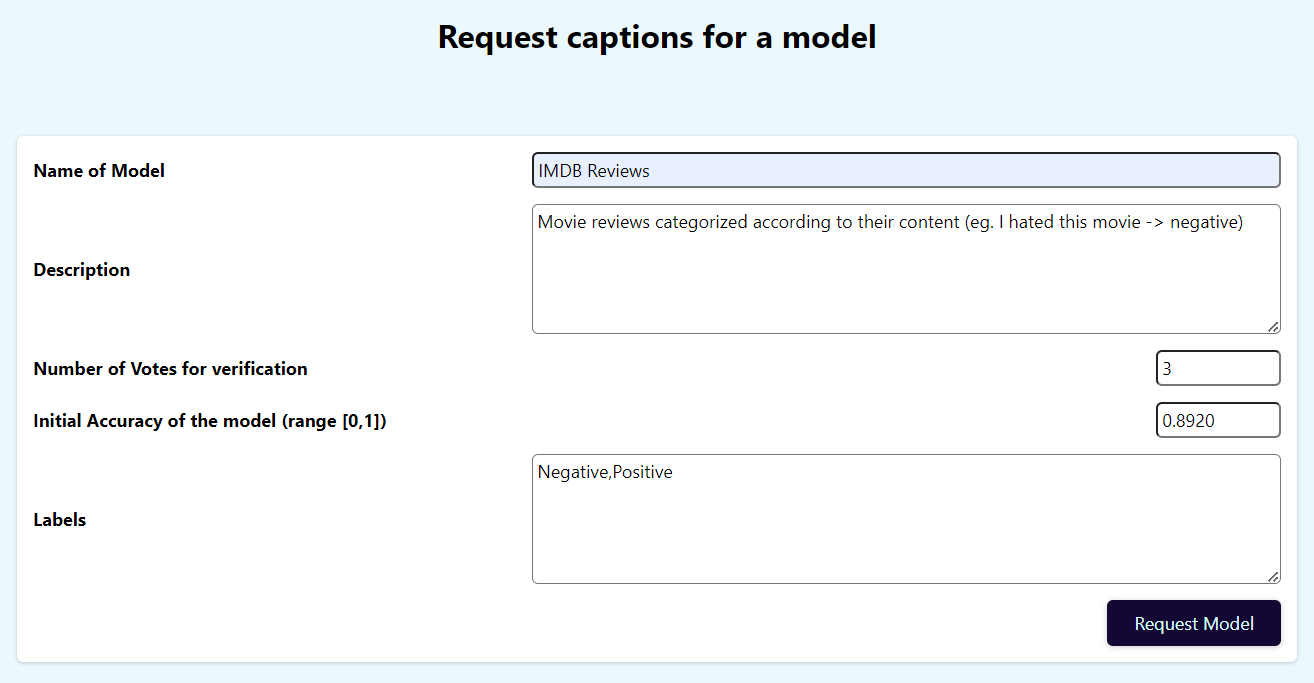 Request captions for a model
Name of Model
IMDB Reviews
Description
Movie reviews categorized according to their content (eg. I hated this movie -> negative)
Number of Votes for verification
3
Initial Accuracy of the model (range [0,1])
0.8920
Labels
Negative,Positive
Request Model